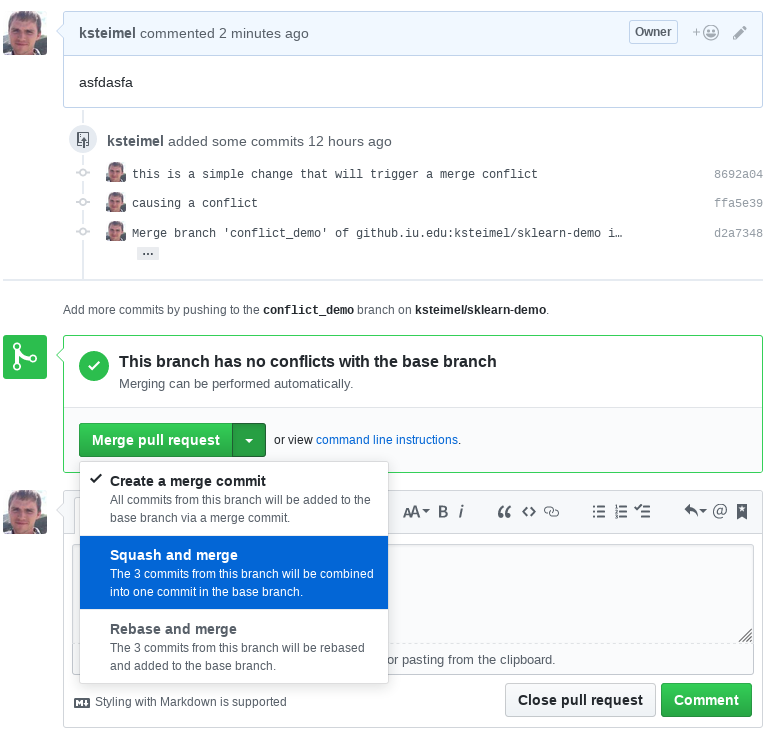 ksteimel commented 2 minutes ago Owner
asfdasfa
ksteimel added some commits 12 hours ago
this is a simple change that will trigger a merge conflict 8692a04
causing a conflict ffa5e39
Merge branch 'conflict_demo' of github.iu.edu:ksteimel/sklearn-demo i… d2a7348
…
Add more commits by pushing to the conflict_demo branch on ksteimel/sklearn-demo.
This branch has no conflicts with the base branch
Merging can be performed automatically.
Merge pull request or view command line instructions.
Create a merge commit
All commits from this branch will be added to the
base branch via a merge commit.
Squash and merge
The 3 commits from this branch will be combined
into one commit in the base branch.
Rebase and merge
The 3 commits from this branch will be rebased
and added to the base branch.
AA B i
or pasting from the clipboard.
Styling with Markdown is supported
Close pull request Comment